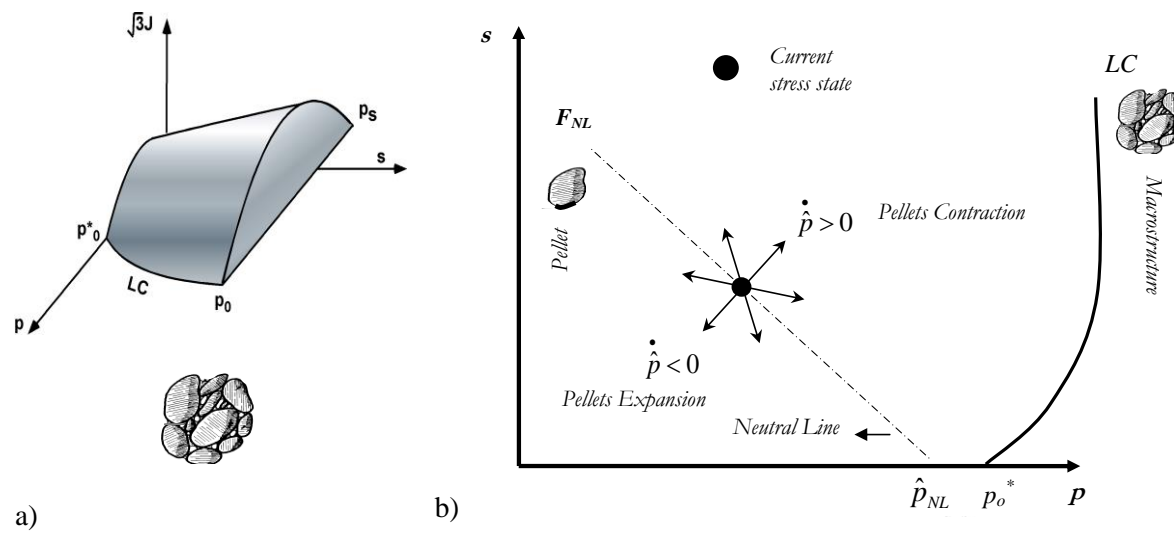 √3J
p_S
s
p*_0
LC
p_0
p
a)
s
Current
stress state
LC
F_NL
Pellet
p̂̇ > 0
Pellets Contraction
Macrostructure
p̂̇ < 0
Pellets Expansion
Neutral Line
p̂_NL
p_o*
p
b)